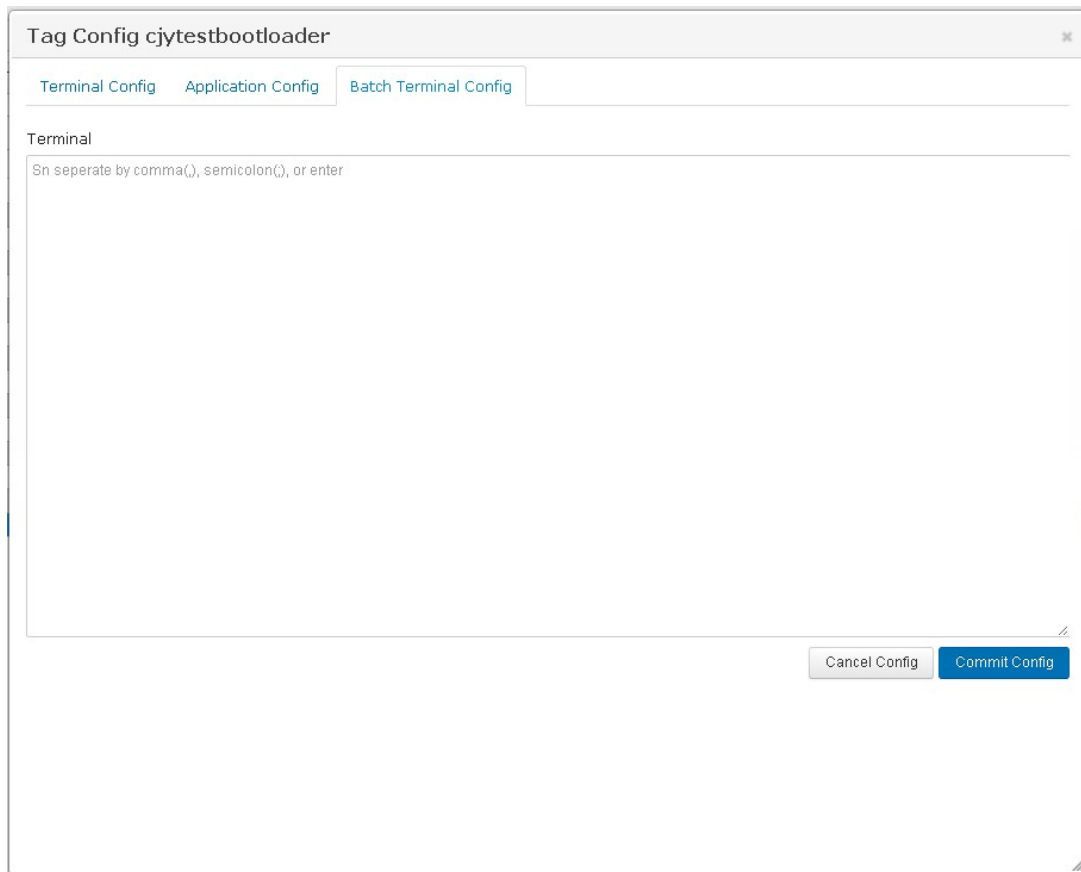 Tag Config cjytestbootloader
Terminal Config Application Config Batch Terminal Config
Terminal
Sn seperate by comma(,), semicolon(;), or enter
Cancel Config Commit Config